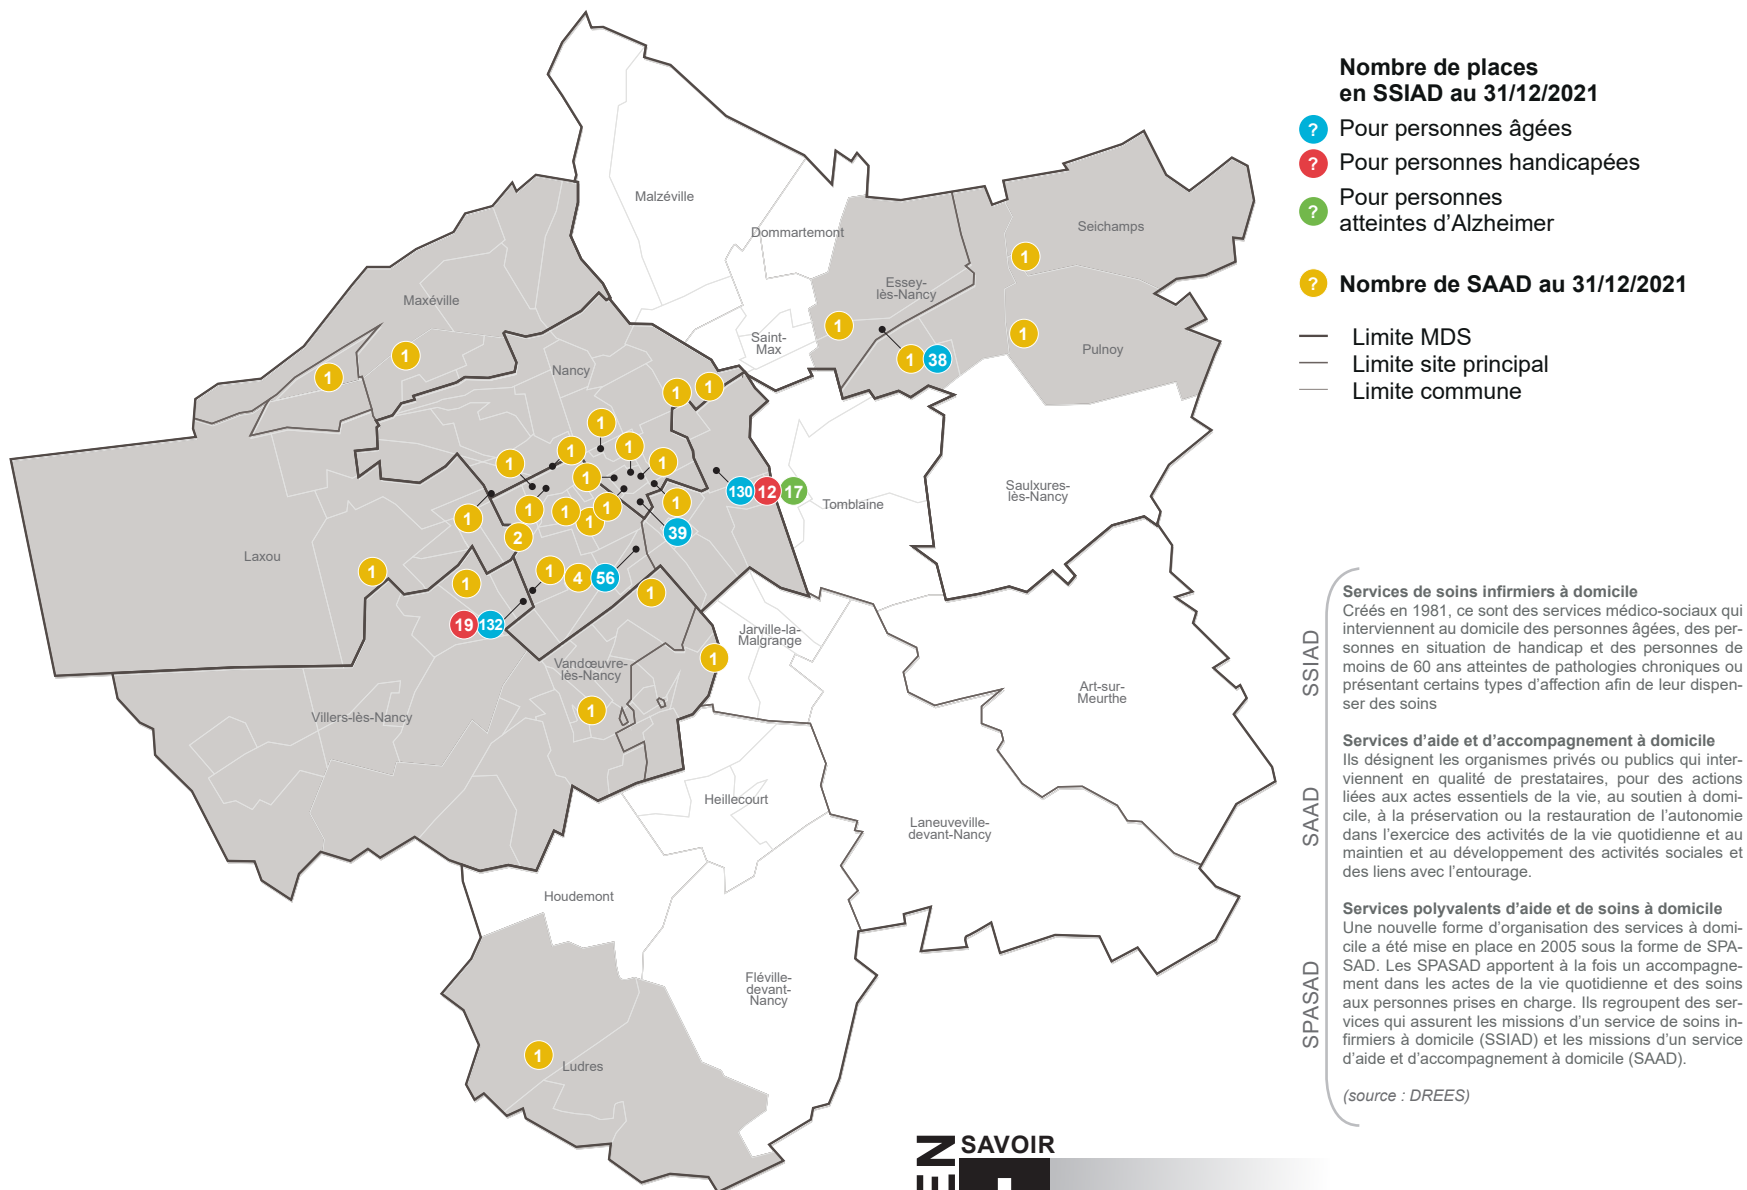 Nombre de places
en SSIAD au 31/12/2021
? Pour personnes âgées
? Pour personnes handicapées
? Pour personnes
atteintes d'Alzheimer
? Nombre de SAAD au 31/12/2021
Limite MDS
Limite site principal
Limite commune
Malzéville
Dommartemont
Seichamps
1
Essey-
lès-Nancy
Maxéville
1
1
Saint-
Max
1
Pulnoy
1
38
1
1
Nancy
1
1
1
1
1
1
1
1
130
12
17
Saulxures-
lès-Nancy
Tomblaine
1
1
1
1
1
1
39
2
Laxou
1
1
1
4
56
1
19
132
Jarville-la-
Malgrange
1
Vandœuvre-
lès-Nancy
Art-sur-
Meurthe
Villers-lès-Nancy
1
Heillecourt
Laneuveville-
devant-Nancy
Houdemont
Fléville-
devant-
Nancy
1
Ludres
SSIAD
Services de soins infirmiers à domicile
Créés en 1981, ce sont des services médico-sociaux qui
interviennent au domicile des personnes âgées, des per-
sonnes en situation de handicap et des personnes de
moins de 60 ans atteintes de pathologies chroniques ou
présentant certains types d'affection afin de leur dispen-
ser des soins
SAAD
Services d'aide et d'accompagnement à domicile
Ils désignent les organismes privés ou publics qui inter-
viennent en qualité de prestataires, pour des actions
liées aux actes essentiels de la vie, au soutien à domi-
cile, à la préservation ou la restauration de l'autonomie
dans l'exercice des activités de la vie quotidienne et au
maintien et au développement des activités sociales et
des liens avec l'entourage.
SPASAD
Services polyvalents d'aide et de soins à domicile
Une nouvelle forme d'organisation des services à domi-
cile a été mise en place en 2005 sous la forme de SPA-
SAD. Les SPASAD apportent à la fois un accompagne-
ment dans les actes de la vie quotidienne et des soins
aux personnes prises en charge. Ils regroupent des ser-
vices qui assurent les missions d'un service de soins in-
firmiers à domicile (SSIAD) et les missions d'un service
d'aide et d'accompagnement à domicile (SAAD).
(source : DREES)
EN
SAVOIR